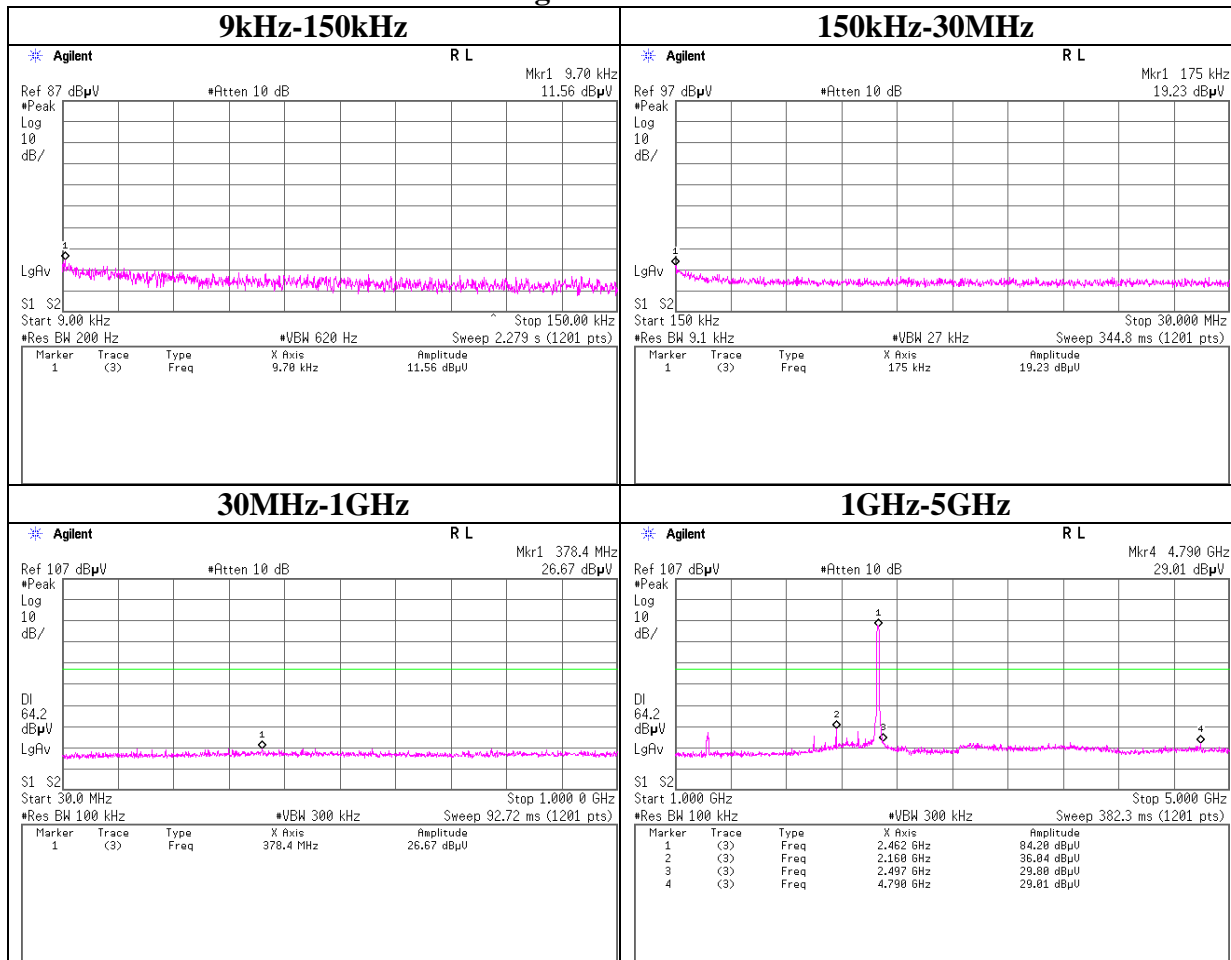 9kHz-150kHz
Agilent
R L
Mkr1 9.70 kHz
Ref 87 dBµV #Atten 10 dB 11.56 dBµV
#Peak
Log
10
dB/
1
LgAv
S1 S2
Start 9.00 kHz ^ Stop 150.00 kHz
#Res BW 200 Hz #VBW 620 Hz Sweep 2.279 s (1201 pts)
Marker Trace Type X Axis Amplitude
1 (3) Freq 9.70 kHz 11.56 dBµV
150kHz-30MHz
Agilent
R L
Mkr1 175 kHz
Ref 97 dBµV #Atten 10 dB 19.23 dBµV
#Peak
Log
10
dB/
1
LgAv
S1 S2
Start 150 kHz Stop 30.000 MHz
#Res BW 9.1 kHz #VBW 27 kHz Sweep 344.8 ms (1201 pts)
Marker Trace Type X Axis Amplitude
1 (3) Freq 175 kHz 19.23 dBµV
30MHz-1GHz
Agilent
R L
Mkr1 378.4 MHz
Ref 107 dBµV #Atten 10 dB 26.67 dBµV
#Peak
Log
10
dB/
DI
64.2
dBµV
1
LgAv
S1 S2
Start 30.0 MHz Stop 1.000 0 GHz
#Res BW 100 kHz #VBW 300 kHz Sweep 92.72 ms (1201 pts)
Marker Trace Type X Axis Amplitude
1 (3) Freq 378.4 MHz 26.67 dBµV
1GHz-5GHz
Agilent
R L
Mkr4 4.790 GHz
Ref 107 dBµV #Atten 10 dB 29.01 dBµV
#Peak
Log
10
dB/
1
DI
64.2
dBµV
2
3
4
LgAv
S1 S2
Start 1.000 GHz Stop 5.000 GHz
#Res BW 100 kHz #VBW 300 kHz Sweep 382.3 ms (1201 pts)
Marker Trace Type X Axis Amplitude
1 (3) Freq 2.462 GHz 84.20 dBµV
2 (3) Freq 2.160 GHz 36.04 dBµV
3 (3) Freq 2.497 GHz 29.80 dBµV
4 (3) Freq 4.790 GHz 29.01 dBµV